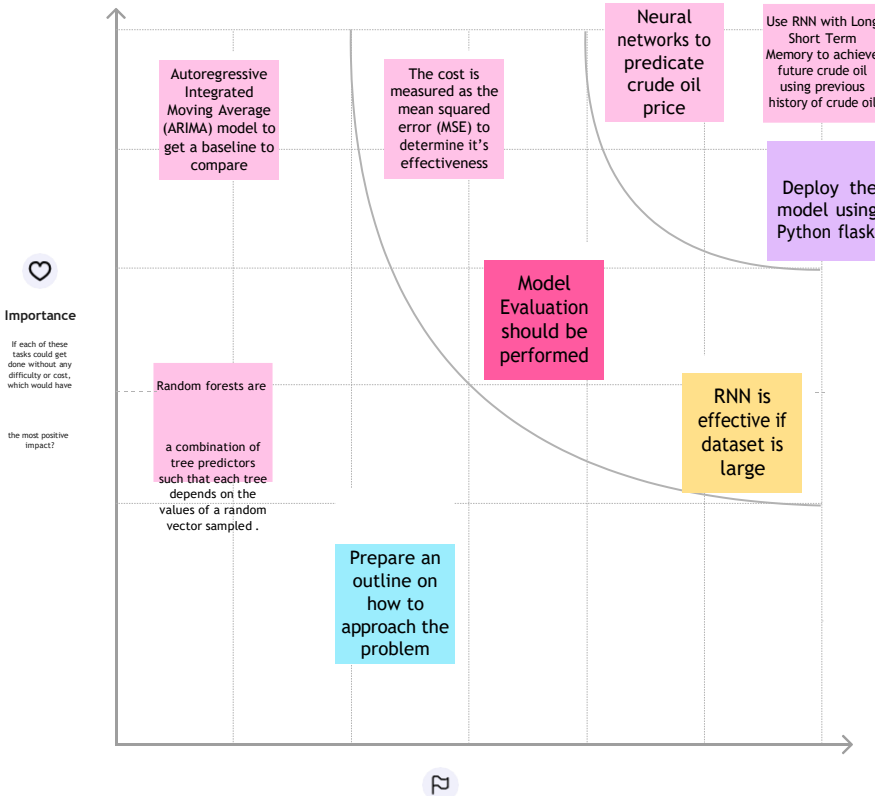 Neural
networks to
predicate
crude oil
price
Use RNN with Long
Short Term
Memory to achieve
future crude oil
using previous
history of crude oil
Autoregressive
Integrated
Moving Average
(ARIMA) model to
get a baseline to
compare
The cost is
measured as the
mean squared
error (MSE) to
determine it’s
effectiveness
Deploy the
model using
Python flask
Model
Evaluation
should be
performed
Importance
If each of these
tasks could get
done without any
difficulty or cost,
which would have
the most positive
impact?
Random forests are
a combination of
tree predictors
such that each tree
depends on the
values of a random
vector sampled .
RNN is
effective if
dataset is
large
Prepare an
outline on
how to
approach the
problem